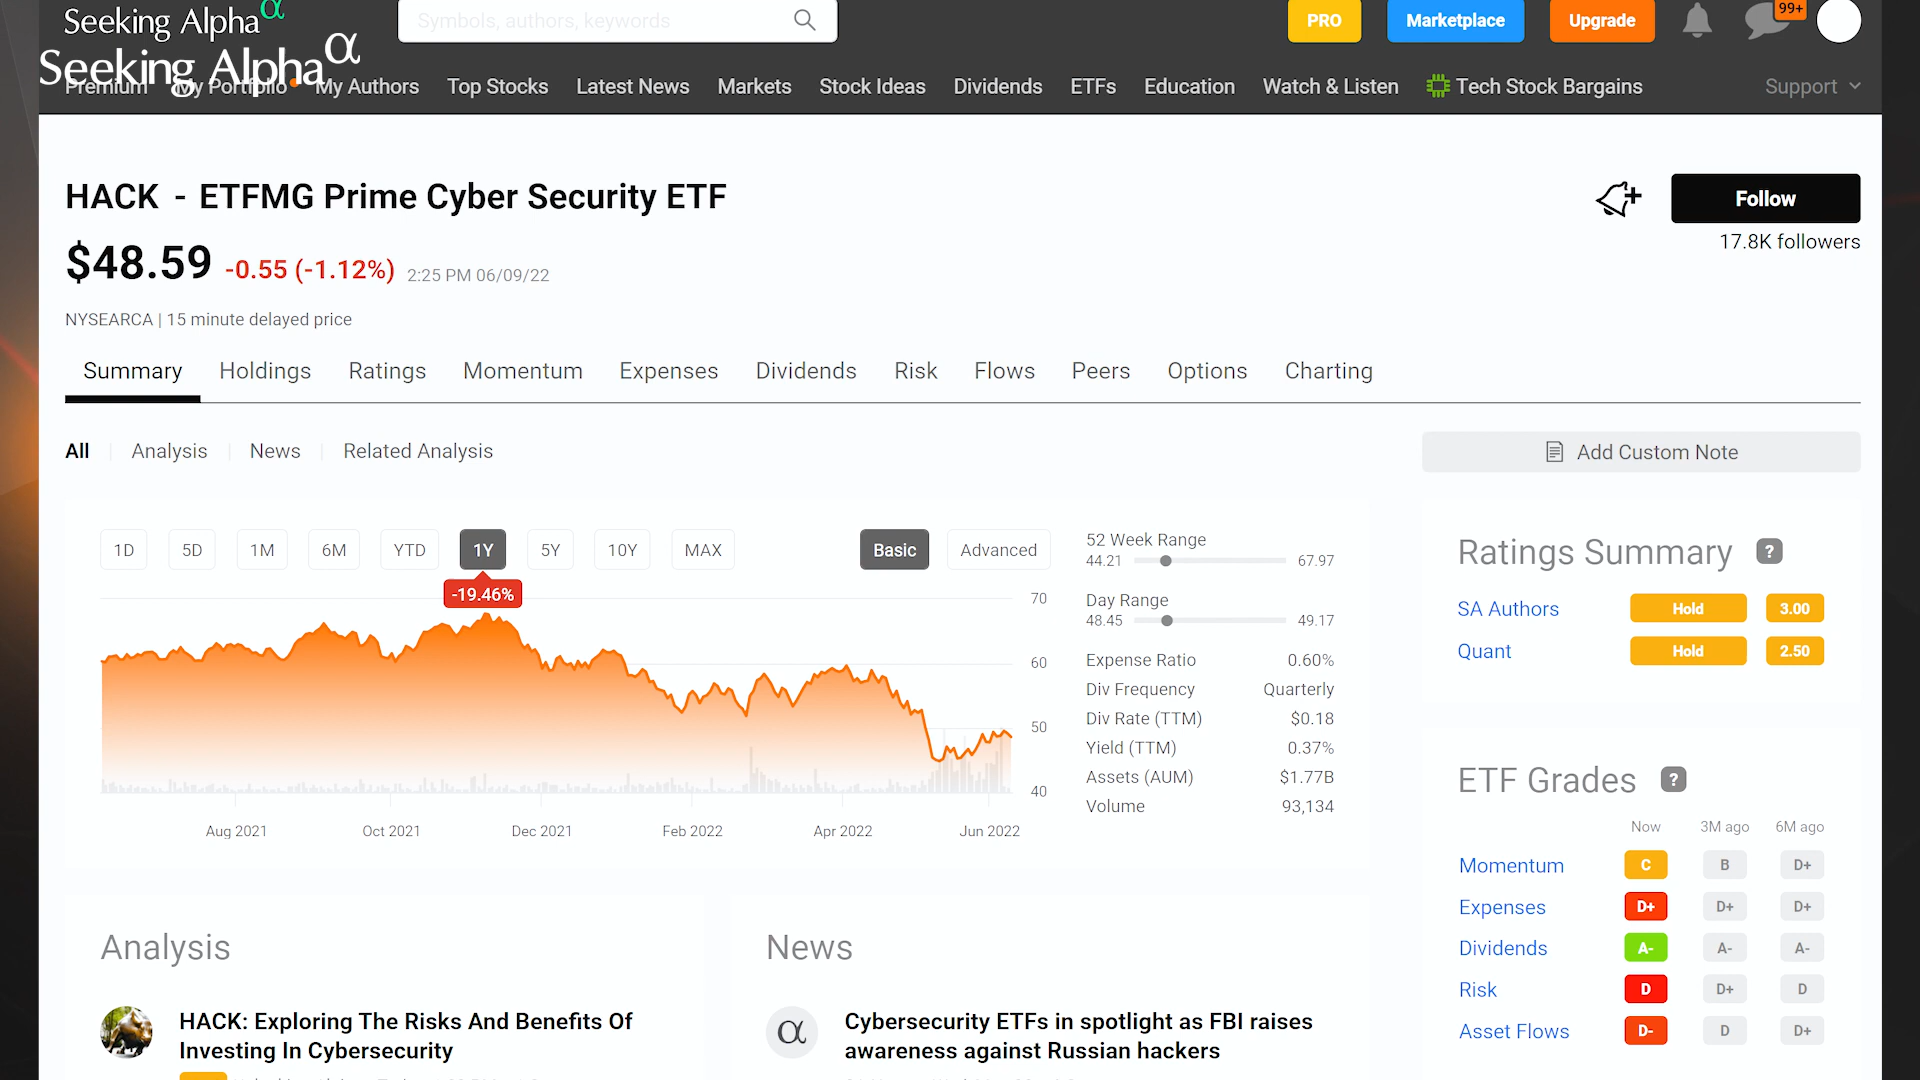 Seeking Alpha α
Symbols, authors, keywords
PRO
Marketplace
Upgrade
99+
Seeking Alpha α
Premium My Portfolio My Authors Top Stocks Latest News Markets Stock Ideas Dividends ETFs Education Watch & Listen Tech Stock Bargains Support
HACK - ETFMG Prime Cyber Security ETF
Follow
$48.59 -0.55 (-1.12%) 2:25 PM 06/09/22
17.8K followers
NYSEARCA | 15 minute delayed price
Summary Holdings Ratings Momentum Expenses Dividends Risk Flows Peers Options Charting
All Analysis News Related Analysis
Add Custom Note
1D 5D 1M 6M YTD 1Y 5Y 10Y MAX Basic Advanced
-19.46%
70
60
50
40
Aug 2021 Oct 2021 Dec 2021 Feb 2022 Apr 2022 Jun 2022
52 Week Range
44.21 67.97
Day Range
48.45 49.17
Expense Ratio 0.60%
Div Frequency Quarterly
Div Rate (TTM) $0.18
Yield (TTM) 0.37%
Assets (AUM) $1.77B
Volume 93,134
Ratings Summary ?
SA Authors Hold 3.00
Quant Hold 2.50
ETF Grades ?
Now 3M ago 6M ago
Momentum C B D+
Expenses D+ D+ D+
Dividends A- A- A-
Risk D D+ D
Asset Flows D- D D+
Analysis
HACK: Exploring The Risks And Benefits Of
Investing In Cybersecurity
News
α
Cybersecurity ETFs in spotlight as FBI raises
awareness against Russian hackers